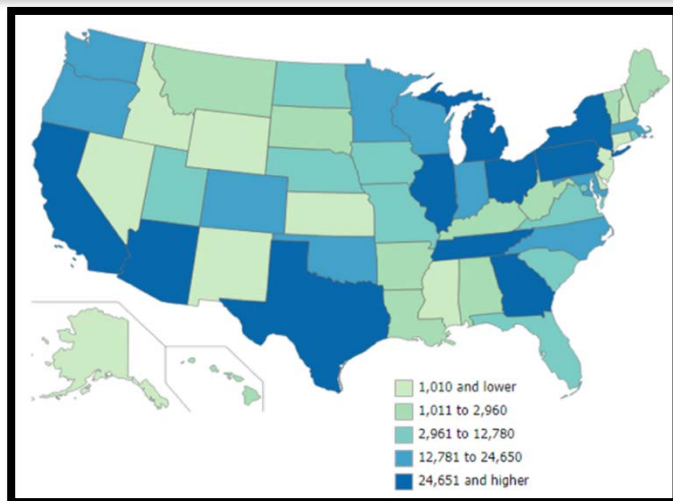 1,010 and lower
1,011 to 2,960
2,961 to 12,780
12,781 to 24,650
24,651 and higher